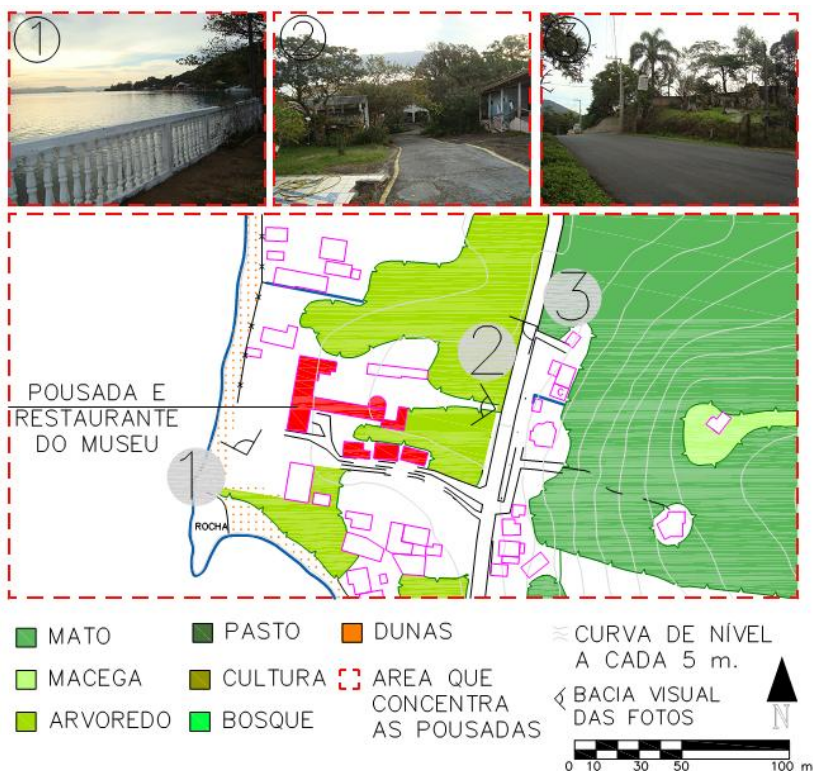 1
2
3
POUSADA E
RESTAURANTE
DO MUSEU
1
2
3
C
ROCHA
MATO
MACEGA
ARVOREDO
PASTO
CULTURA
BOSQUE
DUNAS
AREA QUE
CONCENTRA
AS POUSADAS
CURVA DE NÍVEL
A CADA 5 m.
BACIA VISUAL
DAS FOTOS
N
0 10 30 50 100 m